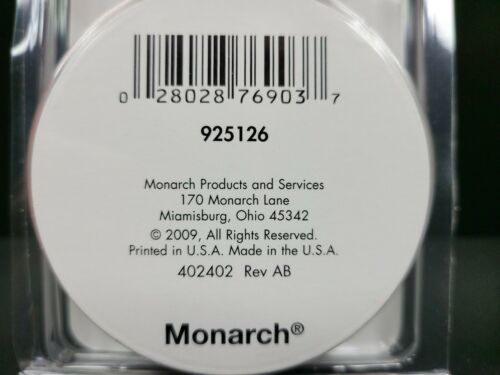 0 28028 76903 7
925126
Monarch Products and Services
170 Monarch Lane
Miamisburg, Ohio 45342
© 2009, All Rights Reserved.
Printed in U.S.A. Made in the U.S.A.
402402 Rev AB
Monarch®